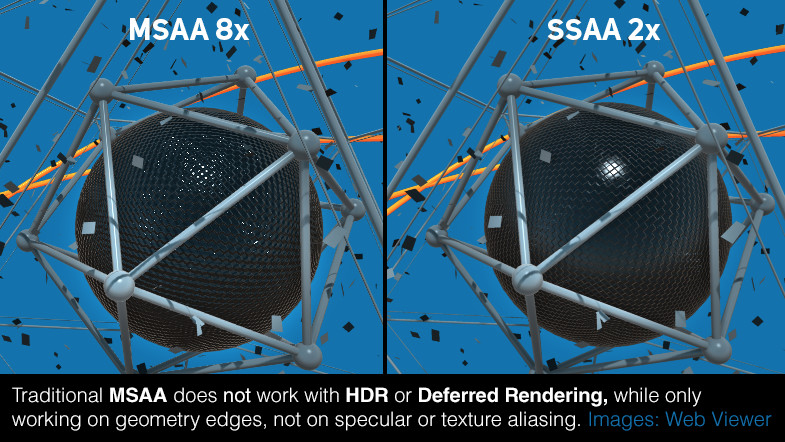 MSAA 8x
SSAA 2x
Traditional MSAA does not work with HDR or Deferred Rendering, while only
working on geometry edges, not on specular or texture aliasing. Images: Web Viewer